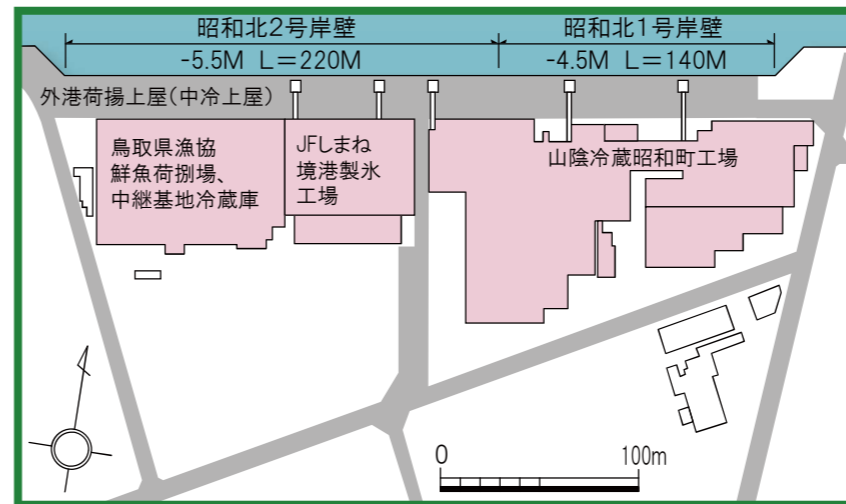 昭和北2号岸壁
昭和北1号岸壁
-5.5M L=220M
-4.5M L=140M
外港荷揚上屋(中冷上屋)
鳥取県漁協
鮮魚荷捌場、
中継基地冷蔵庫
JFしまね
境港製氷
工場
山陰冷蔵昭和町工場
0
100m